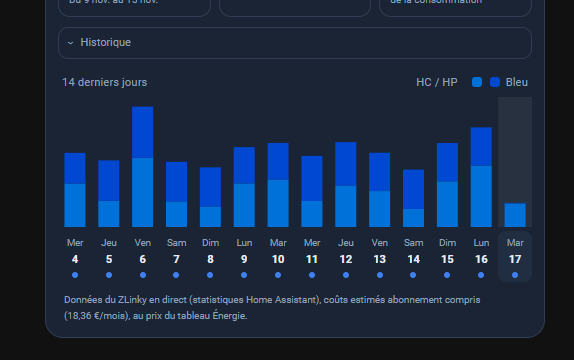 Du 9 nov. au 15 nov.
de la consommation
Historique
14 derniers jours HC / HP Bleu
Mer Jeu Ven Sam Dim Lun Mar Mer Jeu Ven Sam Dim Lun Mar
4 5 6 7 8 9 10 11 12 13 14 15 16 17
Données du ZLinky en direct (statistiques Home Assistant), coûts estimés abonnement compris
(18,36 €/mois), au prix du tableau Énergie.